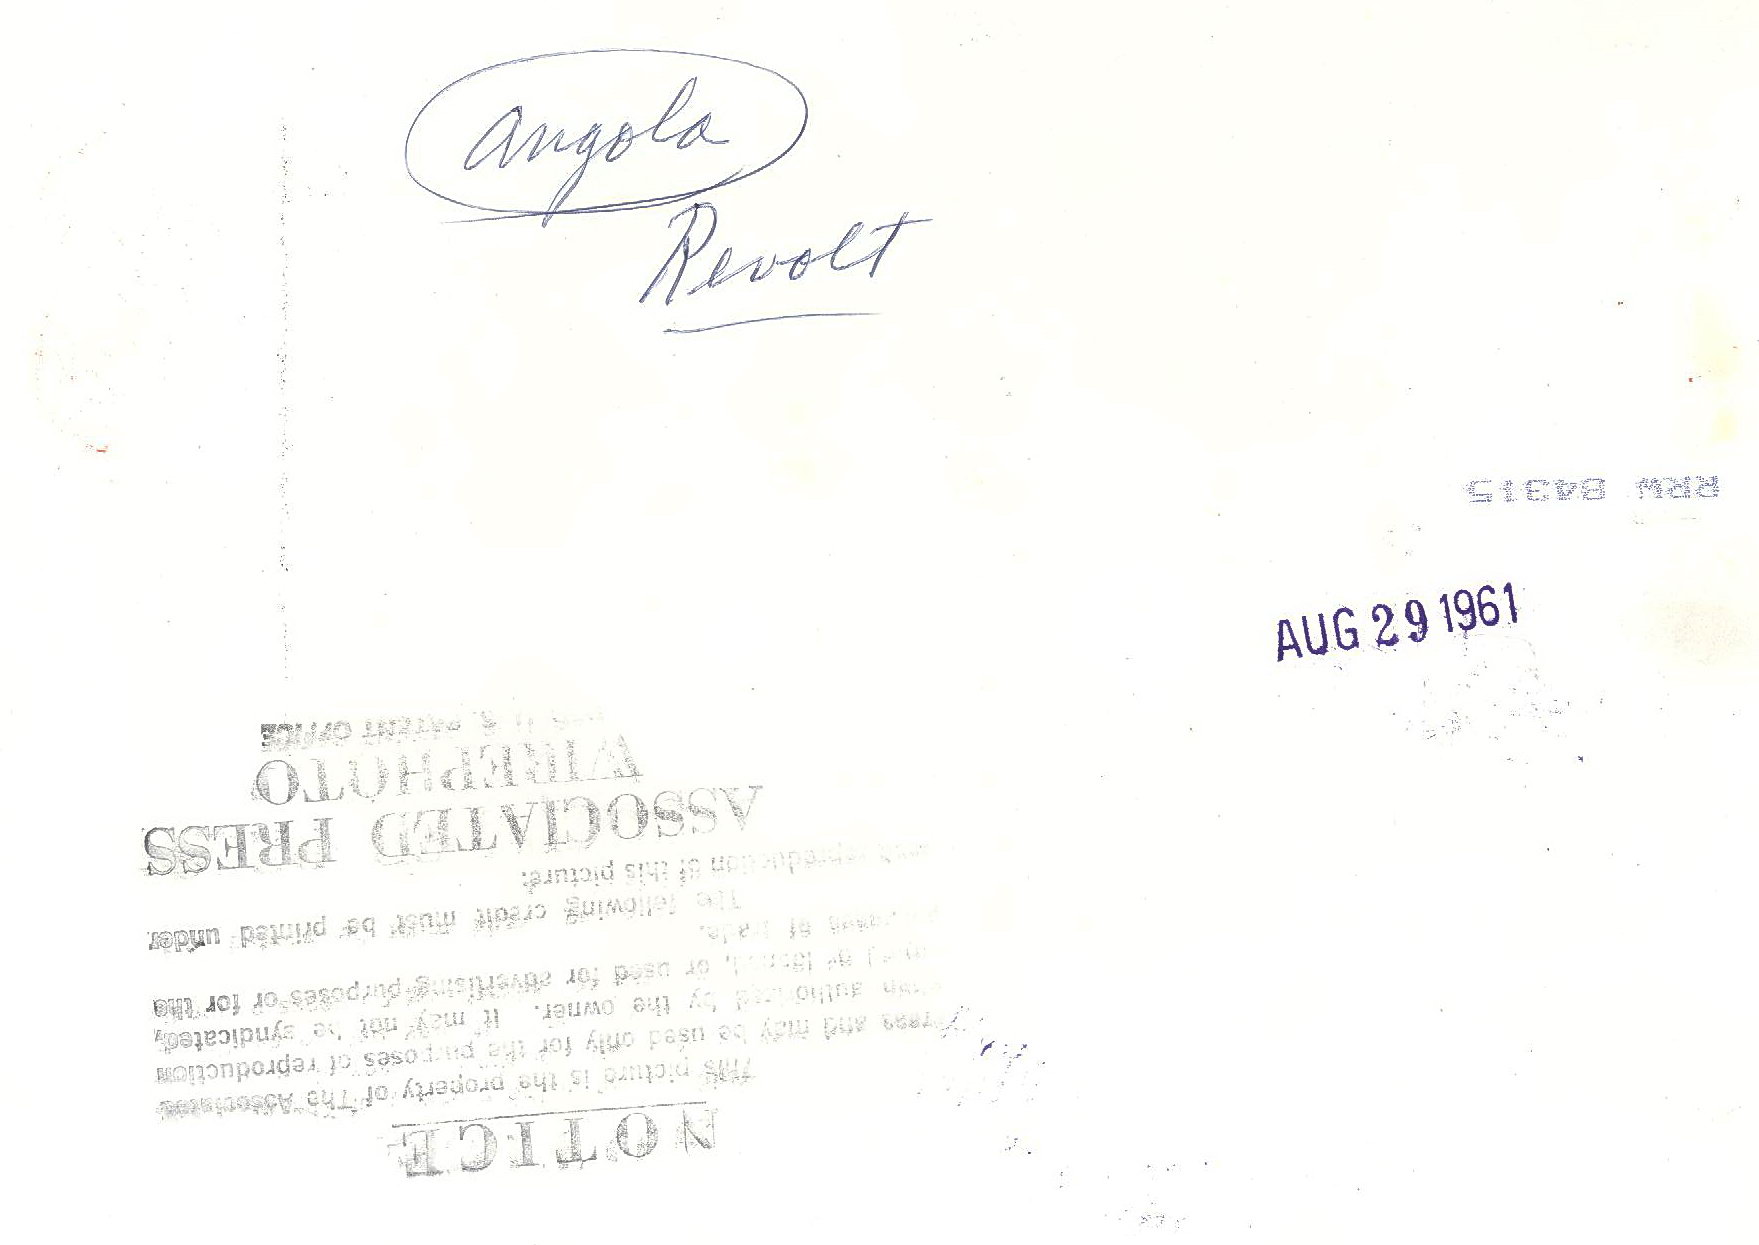 Angola
Revolt
RRW 84315
AUG 29 1961
NOTICE
This picture is the property of The Associated
Press and may be used only for the purposes of reproduction
when authorized by the owner. It may not be syndicated,
or used for advertising purposes or for the
purposes of trade.
The following credit must be printed under
reproduction of this picture:
ASSOCIATED PRESS
WIREPHOTO
PATENT OFFICE